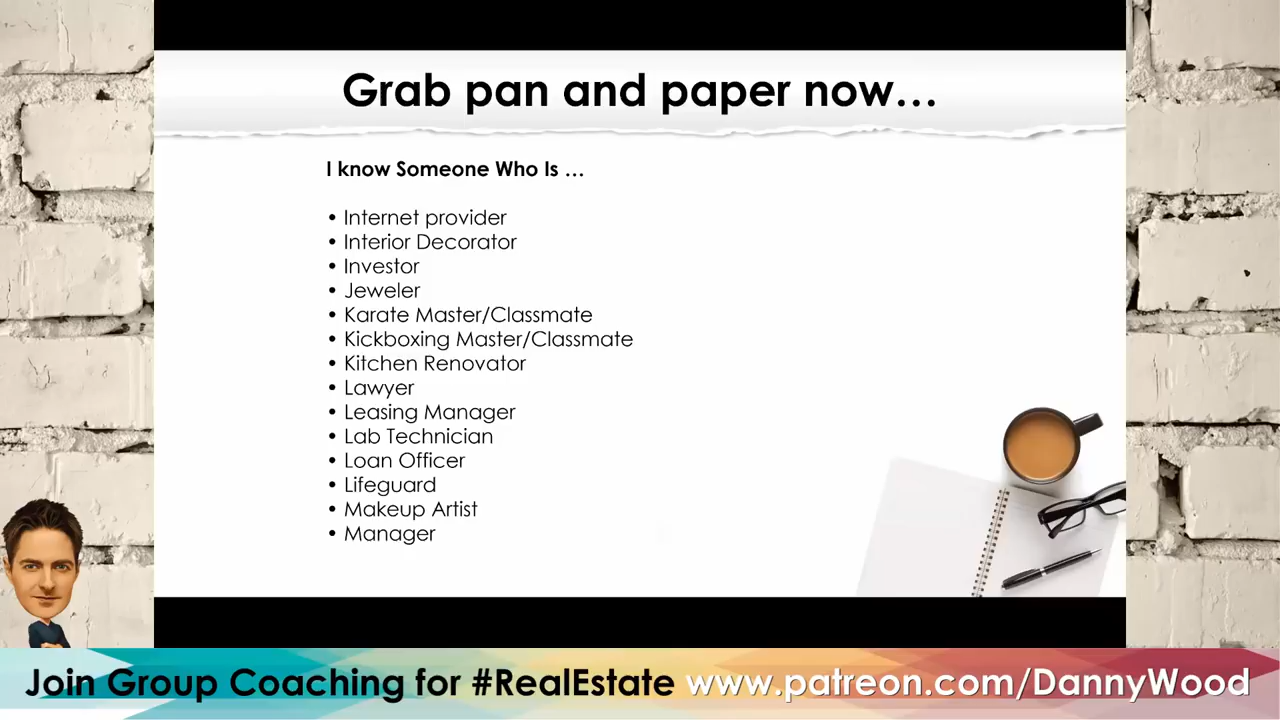 Grab pan and paper now…
I know Someone Who Is …
• Internet provider
• Interior Decorator
• Investor
• Jeweler
• Karate Master/Classmate
• Kickboxing Master/Classmate
• Kitchen Renovator
• Lawyer
• Leasing Manager
• Lab Technician
• Loan Officer
• Lifeguard
• Makeup Artist
• Manager
Join Group Coaching for #RealEstate www.patreon.com/DannyWood